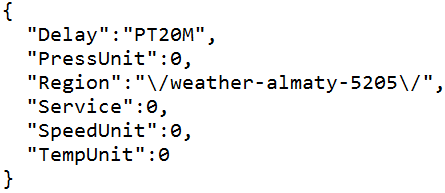 {
"Delay":"PT20M",
"PressUnit":0,
"Region":"\/weather-almaty-5205\/",
"Service":0,
"SpeedUnit":0,
"TempUnit":0
}